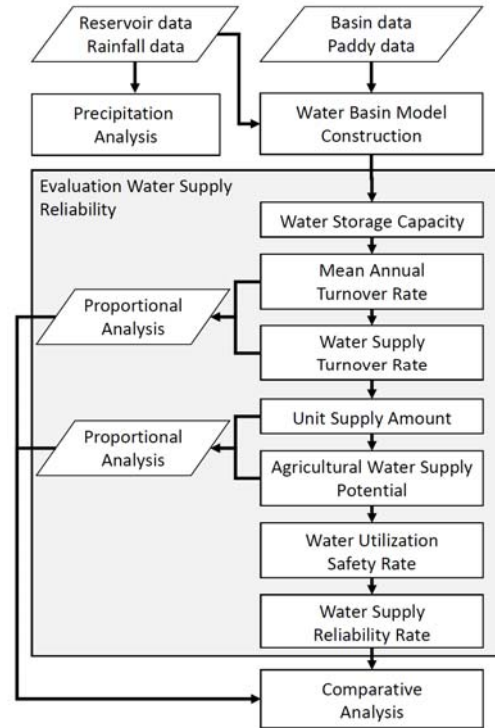 Reservoir data
Rainfall data
Basin data
Paddy data
Precipitation
Analysis
Water Basin Model
Construction
Evaluation Water Supply
Reliability
Water Storage Capacity
Mean Annual
Turnover Rate
Proportional
Analysis
Water Supply
Turnover Rate
Unit Supply Amount
Proportional
Analysis
Agricultural Water Supply
Potential
Water Utilization
Safety Rate
Water Supply
Reliability Rate
Comparative
Analysis